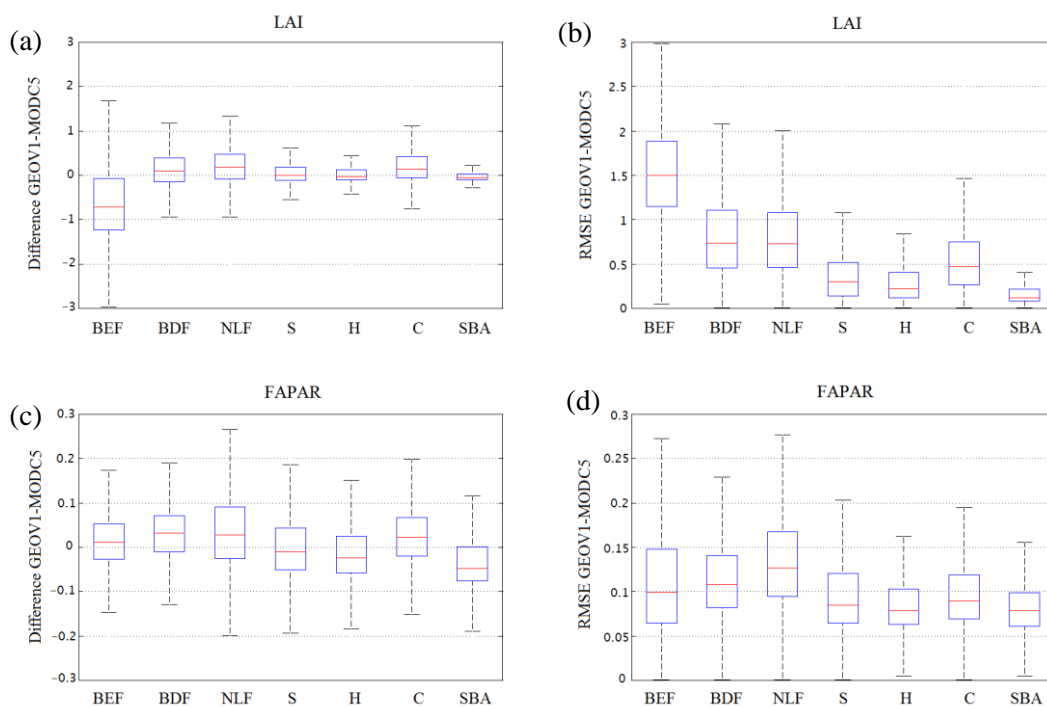 (a)
LAI
Difference GEOV1-MODC5
3
2
1
0
−1
−2
−3
BEF BDF NLF S H C SBA
(b)
LAI
RMSE GEOV1-MODC5
3
2.5
2
1.5
1
0.5
0
BEF BDF NLF S H C SBA
(c)
FAPAR
Difference GEOV1-MODC5
0.3
0.2
0.1
0
−0.1
−0.2
−0.3
BEF BDF NLF S H C SBA
(d)
FAPAR
RMSE GEOV1-MODC5
0.3
0.25
0.2
0.15
0.1
0.05
0
BEF BDF NLF S H C SBA